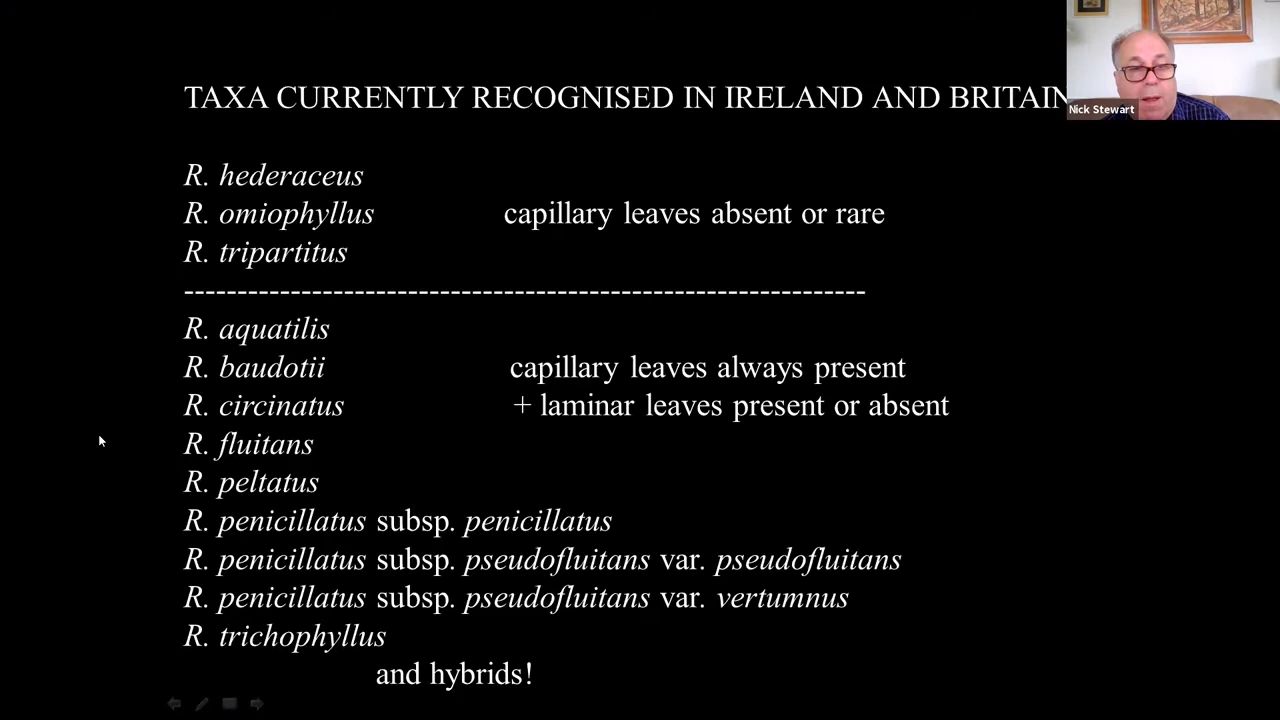 TAXA CURRENTLY RECOGNISED IN IRELAND AND BRITAIN
Nick Stewart
R. hederaceus
R. omiophyllus capillary leaves absent or rare
R. tripartitus
----------------------------------------------------------------
R. aquatilis
R. baudotii capillary leaves always present
R. circinatus + laminar leaves present or absent
R. fluitans
R. peltatus
R. penicillatus subsp. penicillatus
R. penicillatus subsp. pseudofluitans var. pseudofluitans
R. penicillatus subsp. pseudofluitans var. vertumnus
R. trichophyllus
and hybrids!